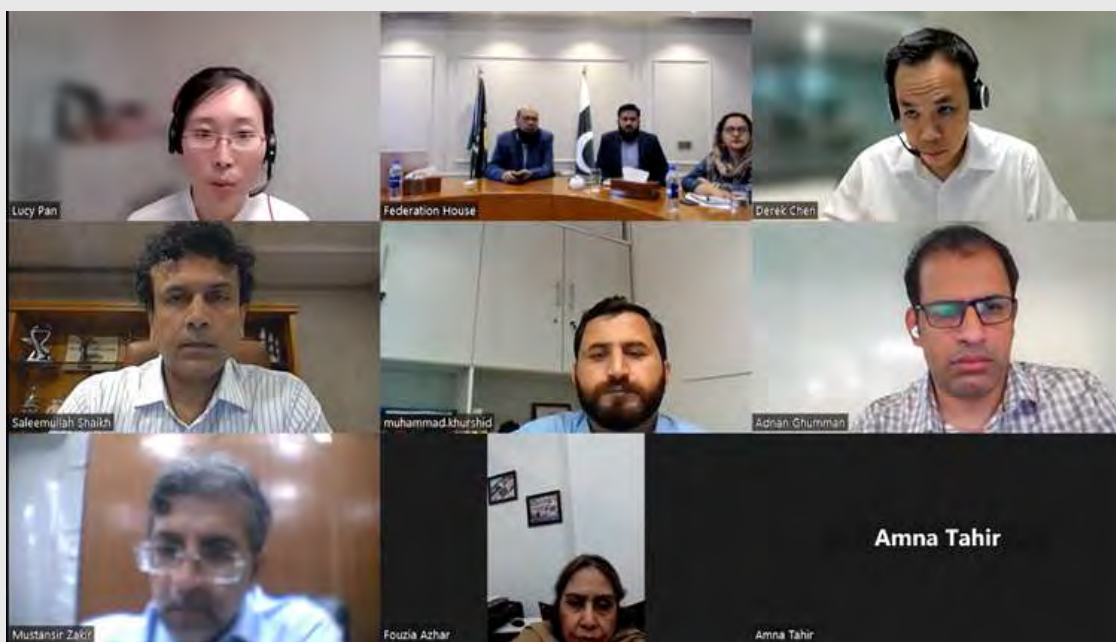 Lucy Pan
Federation House
Derek Chen
Saleemullah Shaikh
muhammad.khurshid
Adnan Ghumman
Mustansir Zakir
Fouzia Azhar
Amna Tahir
Amna Tahir